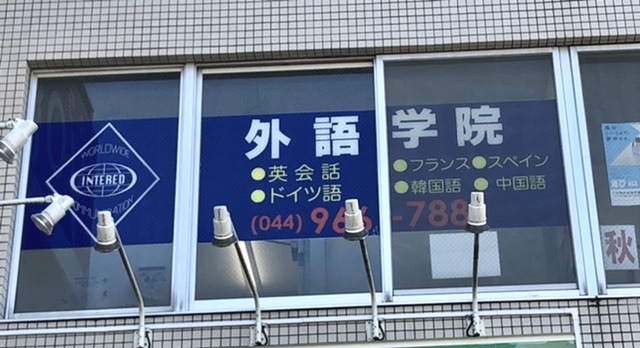 WORLDWIDE
INTERED
COMMUNICATION
外語学院
英会話 フランス スペイン
ドイツ語 韓国語 中国語
(044)
秋